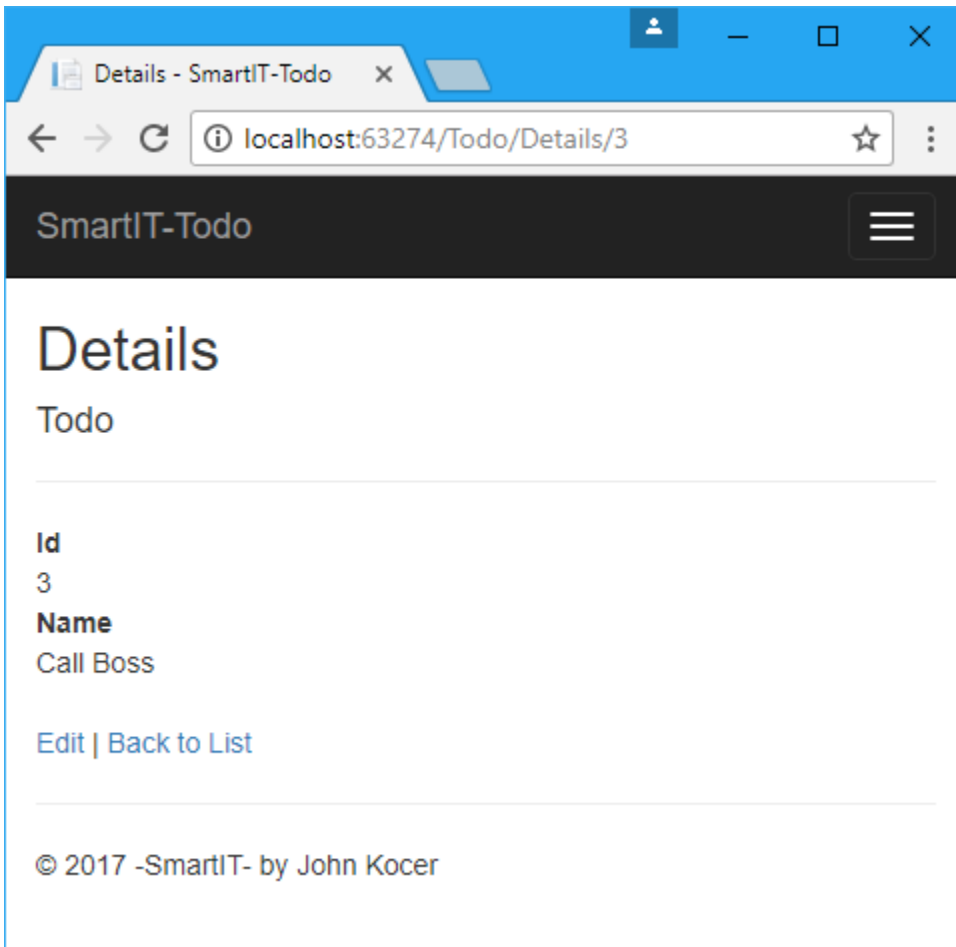 Details - SmartIT-Todo
localhost:63274/Todo/Details/3
SmartIT-Todo
Details
Todo
Id
3
Name
Call Boss
Edit | Back to List
© 2017 -SmartIT- by John Kocer